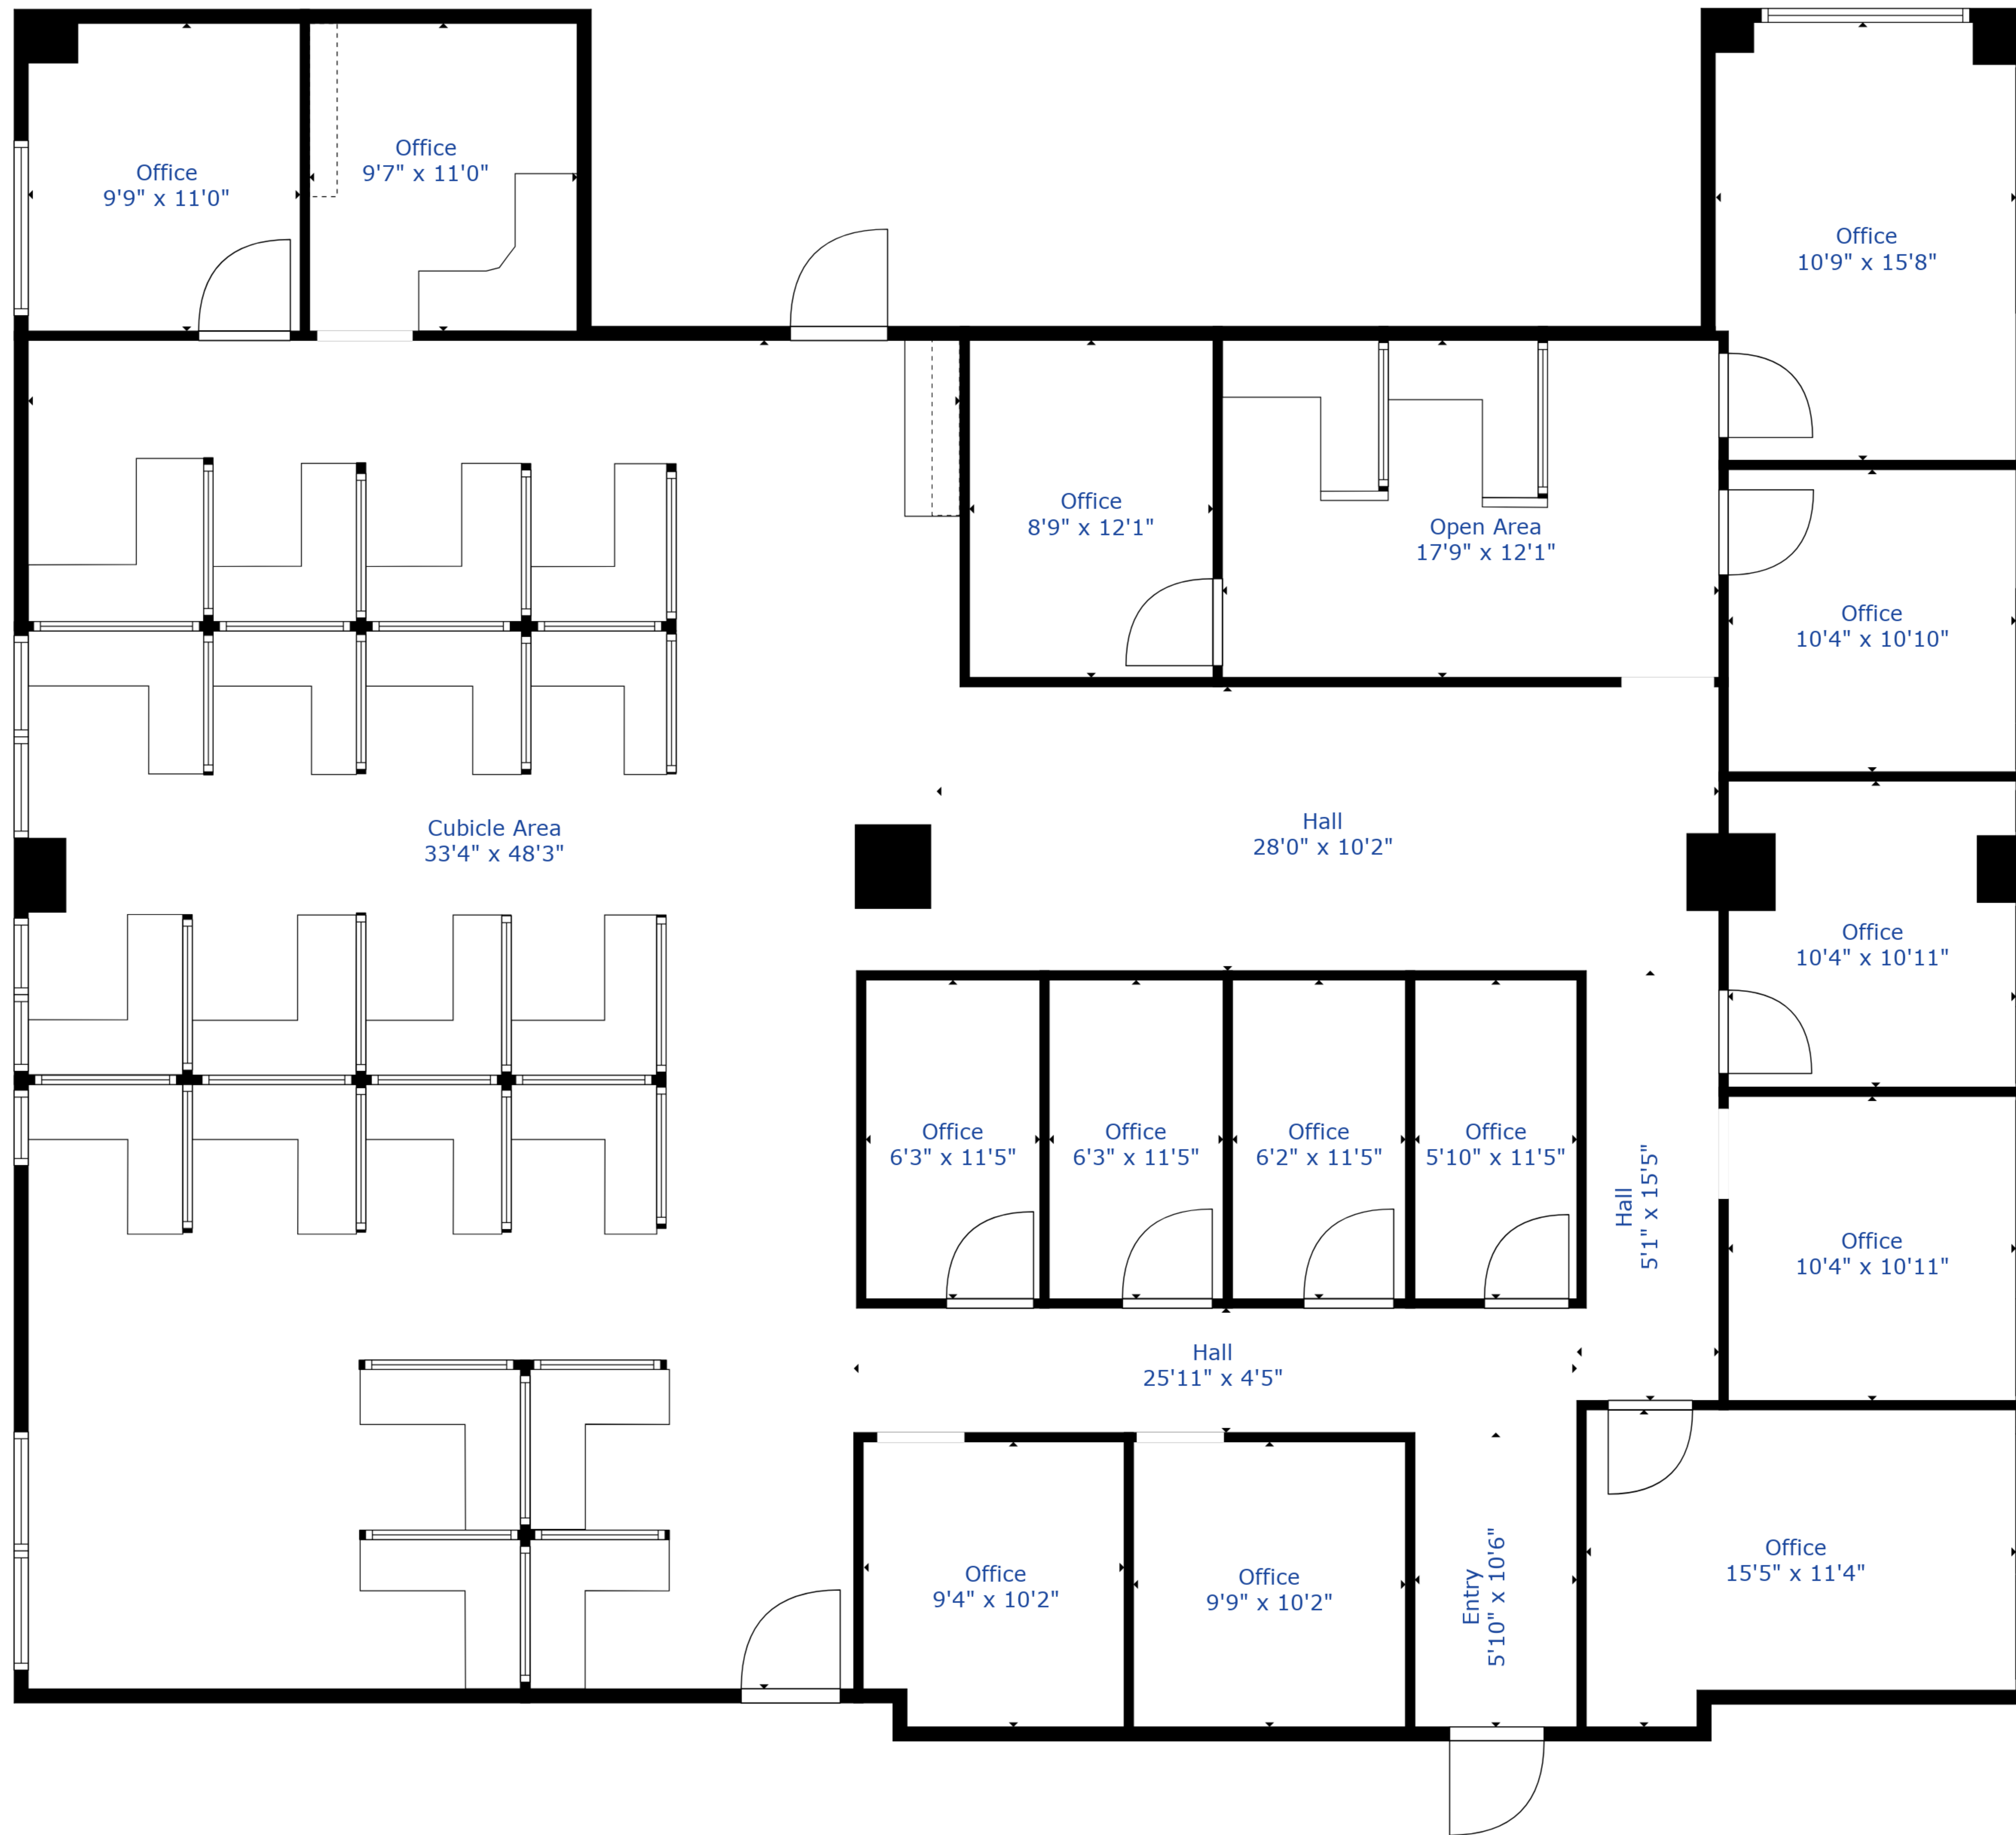 Office
9'9" x 11'0"
Office
9'7" x 11'0"
Office
10'9" x 15'8"
Office
8'9" x 12'1"
Open Area
17'9" x 12'1"
Office
10'4" x 10'10"
Cubicle Area
33'4" x 48'3"
Hall
28'0" x 10'2"
Office
10'4" x 10'11"
Office
6'3" x 11'5"
Office
6'3" x 11'5"
Office
6'2" x 11'5"
Office
5'10" x 11'5"
Hall
5'1" x 15'5"
Office
10'4" x 10'11"
Hall
25'11" x 4'5"
Office
9'4" x 10'2"
Office
9'9" x 10'2"
Entry
5'10" x 10'6"
Office
15'5" x 11'4"